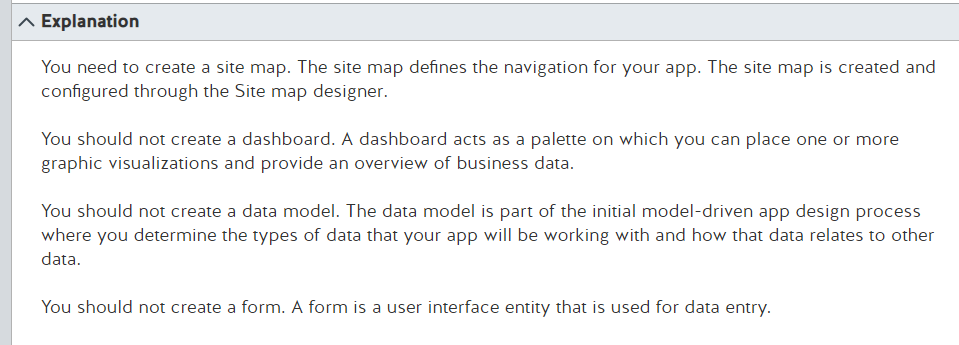 Explanation
You need to create a site map. The site map defines the navigation for your app. The site map is created and
configured through the Site map designer.
You should not create a dashboard. A dashboard acts as a palette on which you can place one or more
graphic visualizations and provide an overview of business data.
You should not create a data model. The data model is part of the initial model-driven app design process
where you determine the types of data that your app will be working with and how that data relates to other
data.
You should not create a form. A form is a user interface entity that is used for data entry.